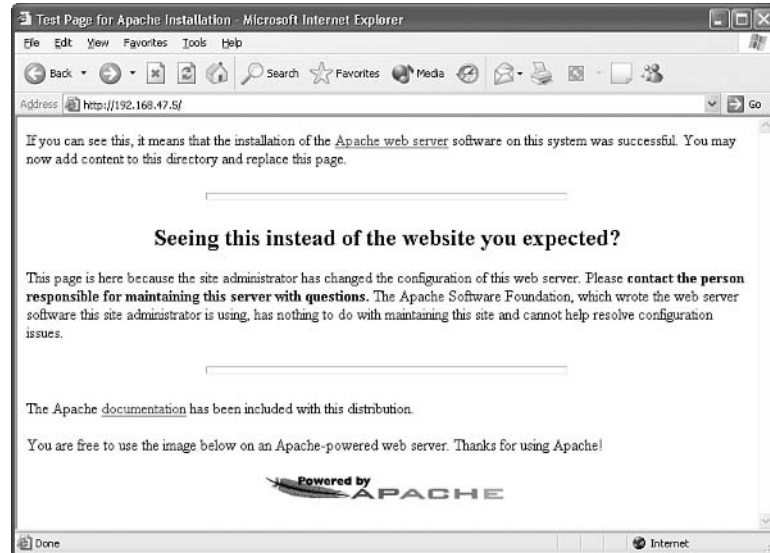 Test Page for Apache Installation - Microsoft Internet Explorer
File Edit View Favorites Tools Help
Back Search Favorites Media
Address http://192.168.47.5/ Go
If you can see this, it means that the installation of the Apache web server software on this system was successful. You may
now add content to this directory and replace this page.
Seeing this instead of the website you expected?
This page is here because the site administrator has changed the configuration of this web server. Please contact the person
responsible for maintaining this server with questions. The Apache Software Foundation, which wrote the web server
software this site administrator is using, has nothing to do with maintaining this site and cannot help resolve configuration
issues.
The Apache documentation has been included with this distribution.
You are free to use the image below on an Apache-powered web server. Thanks for using Apache!
Powered by
APACHE
Done Internet